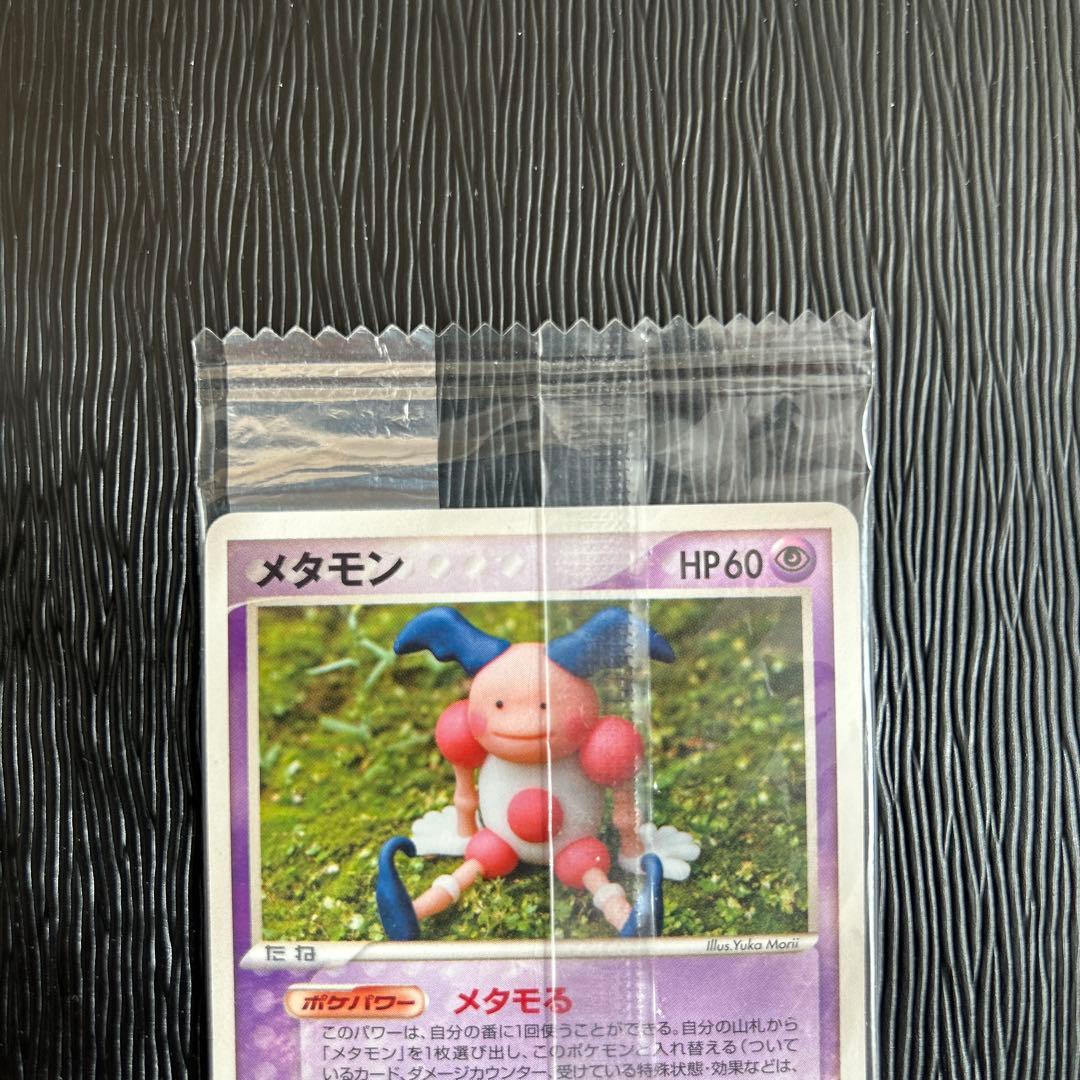 メタモン HP60
たね Illus.Yuka Morii
ポケパワー メタモる
このパワーは、自分の番に1回使うことができる。自分の山札から
「メタモン」を1枚選び出し、このポケモンと入れ替える(ついて
いるカード、ダメージカウンター、受けている特殊状態・効果などは、